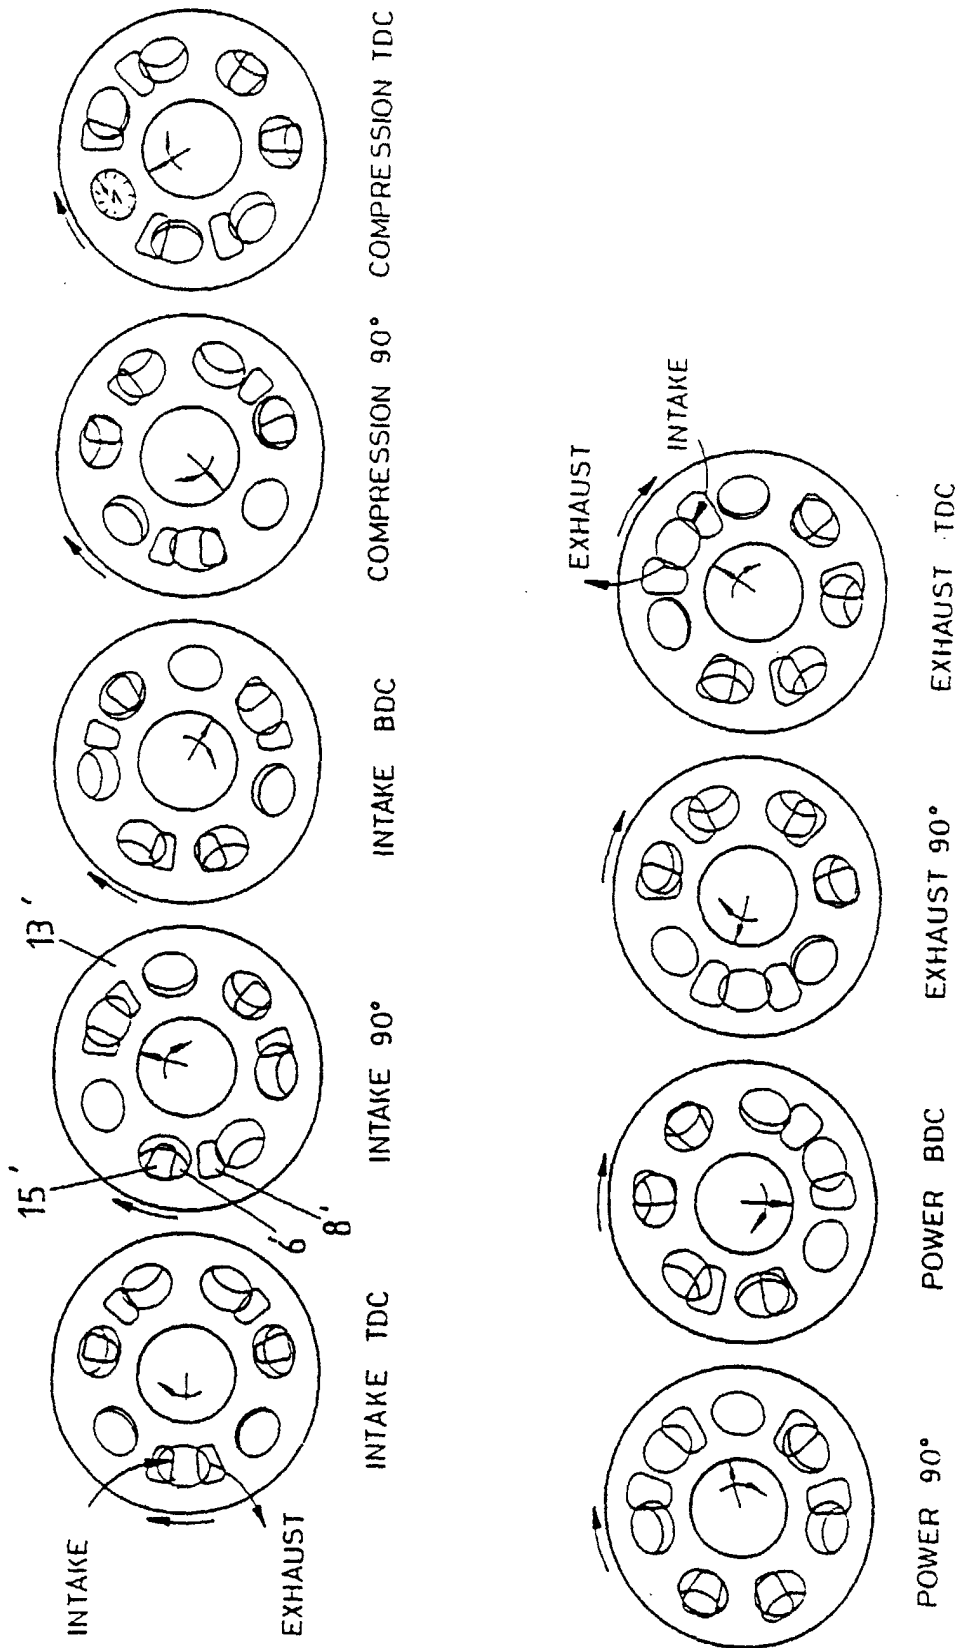 INTAKE
EXHAUST
15'
13'
'6
8'
INTAKE TDC
INTAKE 90°
INTAKE BDC
COMPRESSION 90°
COMPRESSION TDC
EXHAUST
INTAKE
POWER 90°
POWER BDC
EXHAUST 90°
EXHAUST TDC